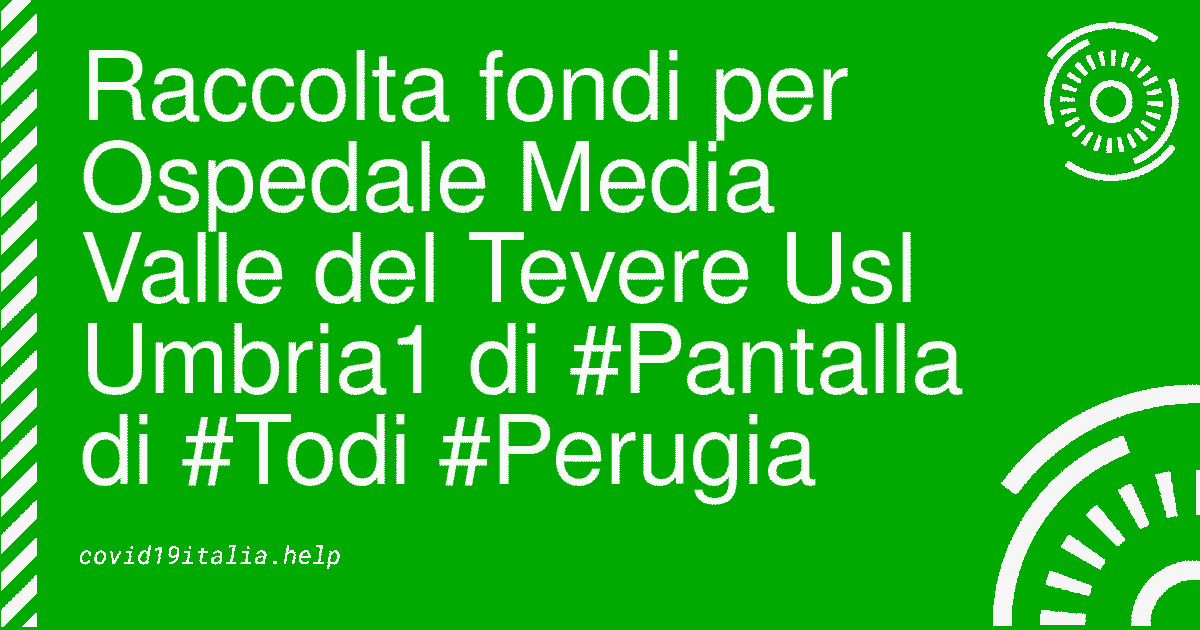 Raccolta fondi per
Ospedale Media
Valle del Tevere Usl
Umbria1 di #Pantalla
di #Todi #Perugia
covid19italia.help